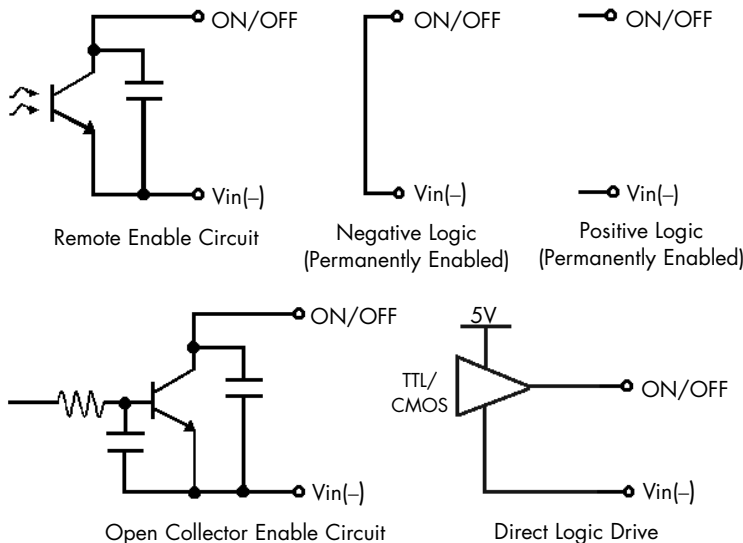 ON/OFF
Vin(–)
Remote Enable Circuit
ON/OFF
Vin(–)
Negative Logic
(Permanently Enabled)
ON/OFF
Vin(–)
Positive Logic
(Permanently Enabled)
ON/OFF
Vin(–)
Open Collector Enable Circuit
5V
TTL/
CMOS
ON/OFF
Vin(–)
Direct Logic Drive